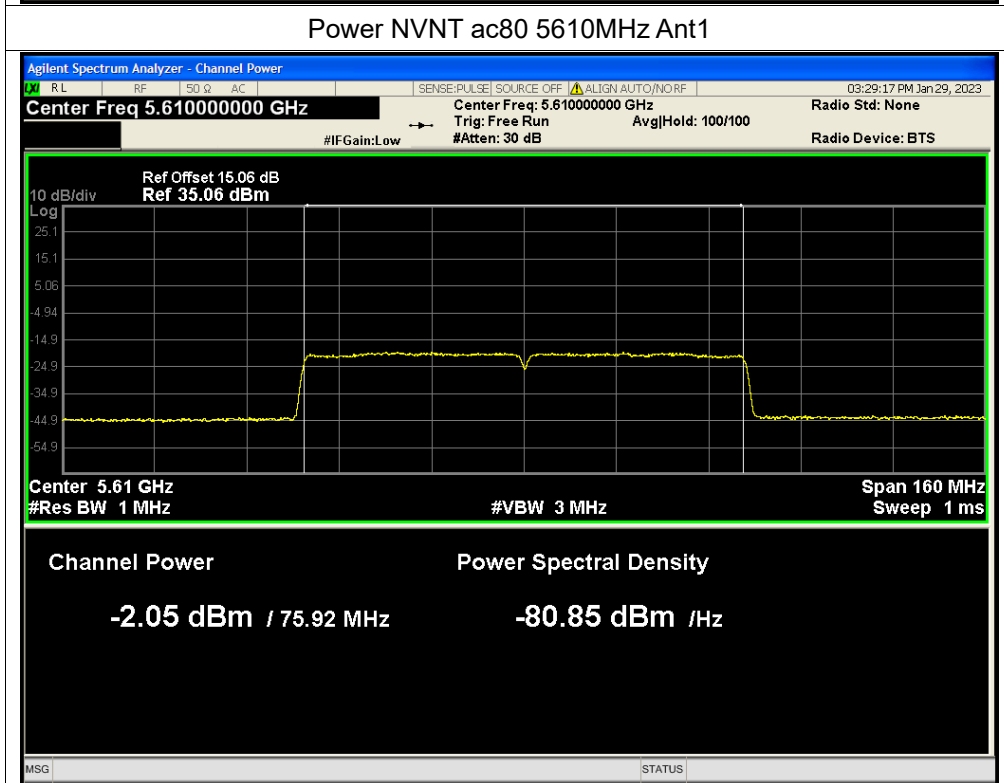 Power NVNT ac80 5610MHz Ant1
Agilent Spectrum Analyzer - Channel Power
LXI RL RF 50 Ω AC SENSE:PULSE SOURCE OFF ALIGN AUTO/NO RF 03:29:17 PM Jan 29, 2023
Center Freq 5.610000000 GHz Center Freq: 5.610000000 GHz Radio Std: None
Trig: Free Run Avg|Hold: 100/100
#IFGain:Low #Atten: 30 dB Radio Device: BTS
Ref Offset 15.06 dB
10 dB/div Ref 35.06 dBm
Log
25.1
15.1
5.06
-4.94
-14.9
-24.9
-34.9
-44.9
-54.9
Center 5.61 GHz Span 160 MHz
#Res BW 1 MHz #VBW 3 MHz Sweep 1 ms
Channel Power Power Spectral Density
-2.05 dBm / 75.92 MHz -80.85 dBm /Hz
MSG STATUS